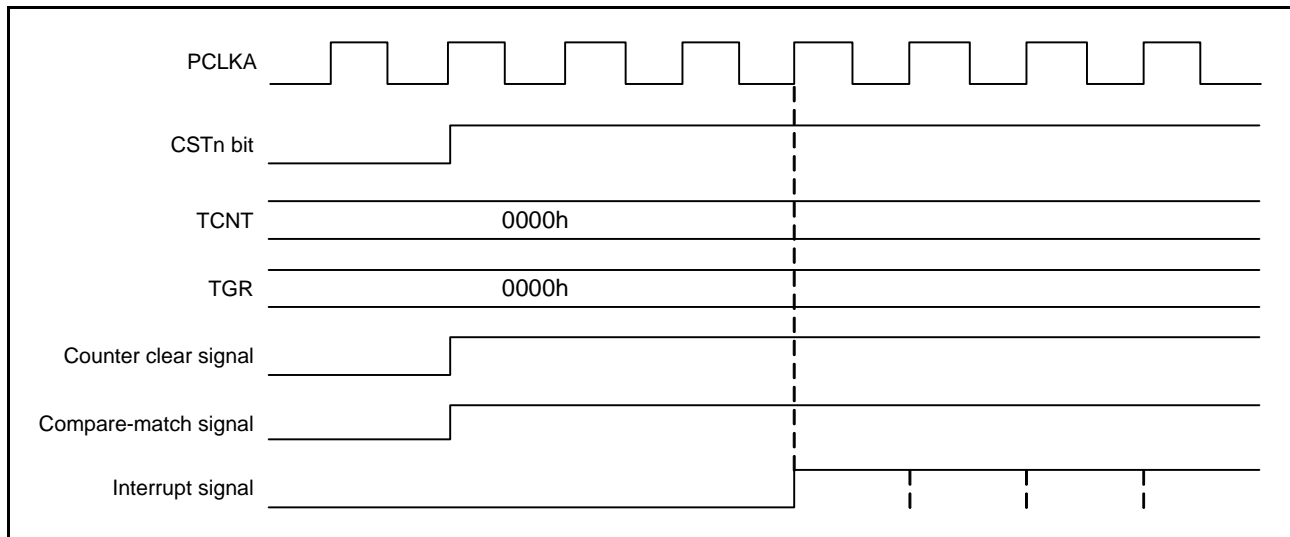 PCLKA
CSTn bit
TCNT 0000h
TGR 0000h
Counter clear signal
Compare-match signal
Interrupt signal